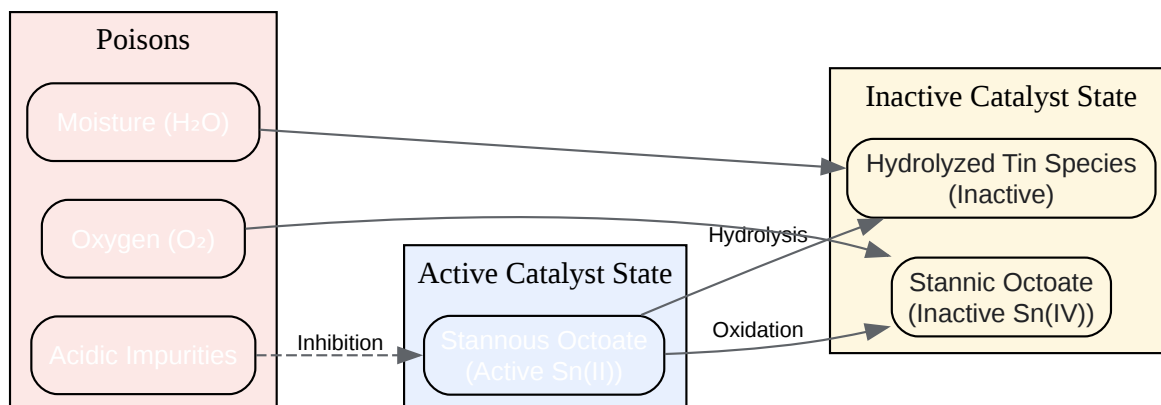 Poisons
Moisture (H₂O)
Oxygen (O₂)
Acidic Impurities
Inhibition
Active Catalyst State
Stannous Octoate
(Active Sn(II))
Hydrolysis
Oxidation
Inactive Catalyst State
Hydrolyzed Tin Species
(Inactive)
Stannic Octoate
(Inactive Sn(IV))